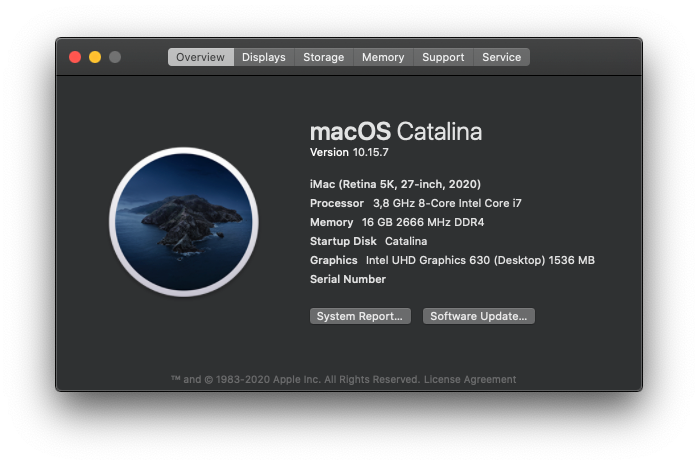 Overview Displays Storage Memory Support Service
macOS Catalina
Version 10.15.7
iMac (Retina 5K, 27-inch, 2020)
Processor 3,8 GHz 8-Core Intel Core i7
Memory 16 GB 2666 MHz DDR4
Startup Disk Catalina
Graphics Intel UHD Graphics 630 (Desktop) 1536 MB
Serial Number
System Report... Software Update...
™ and © 1983-2020 Apple Inc. All Rights Reserved. License Agreement